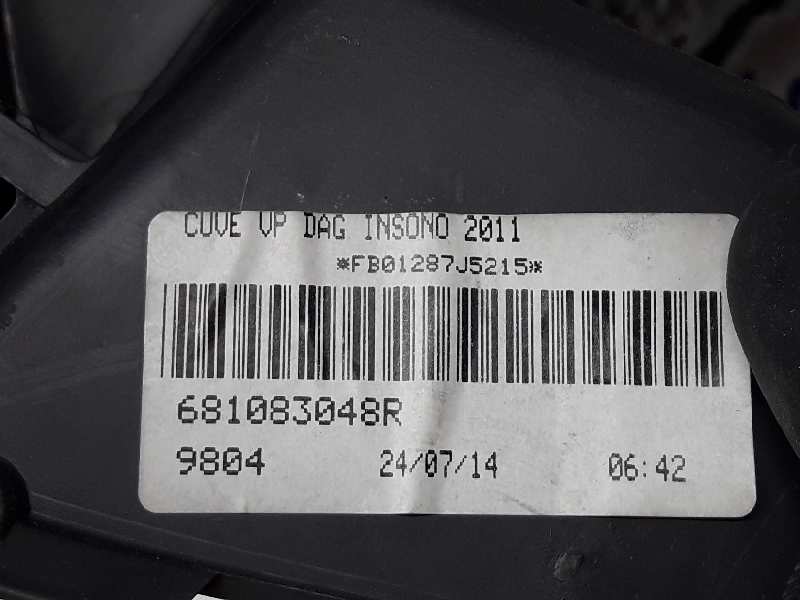 CUVE VP DAG INSONO 2011
*FB01287J5215*
681083048R
9804 24/07/14 06:42